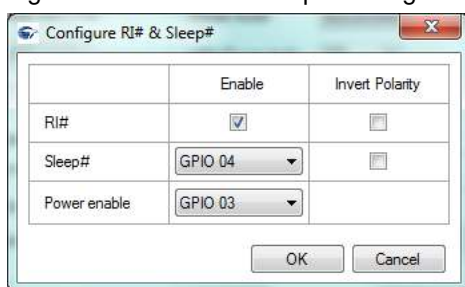 Configure RI# & Sleep#
Enable Invert Polarity
RI#
Sleep# GPIO 04
Power enable GPIO 03
OK Cancel